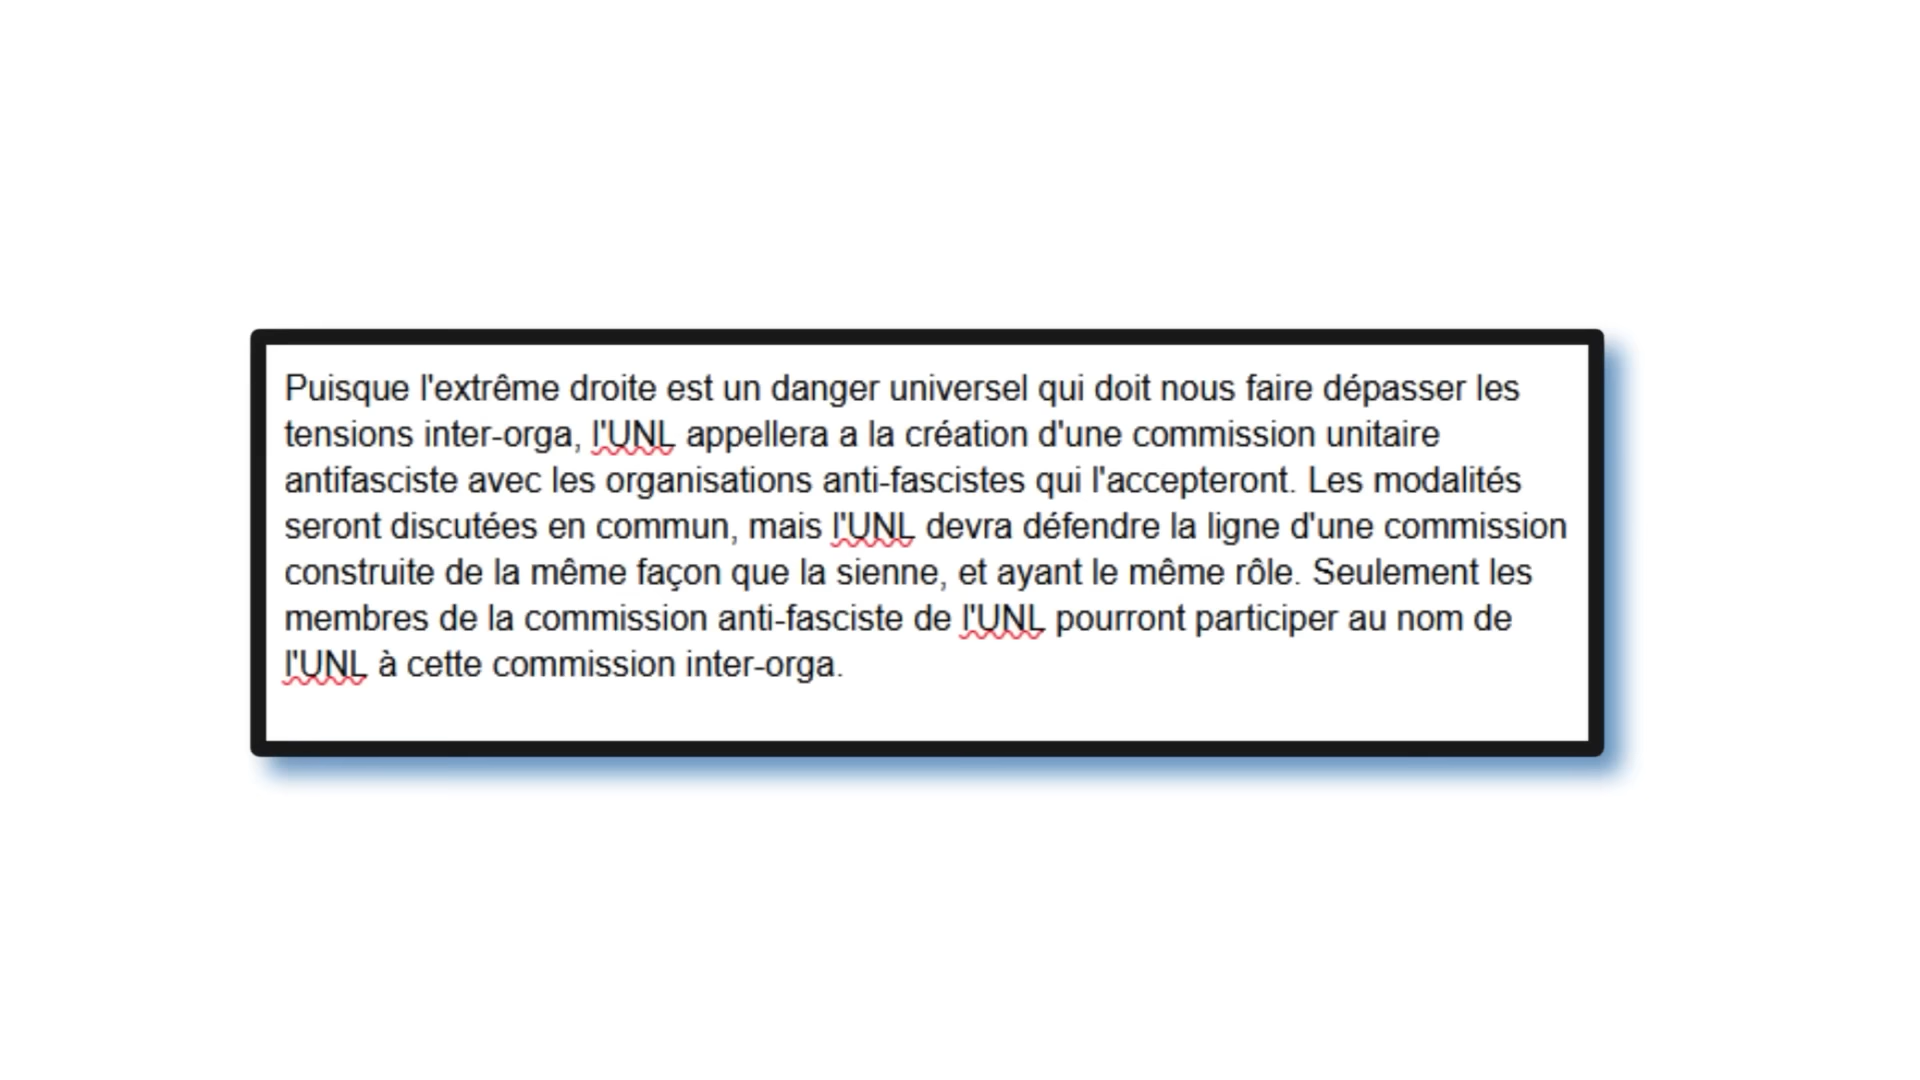 Puisque l'extrême droite est un danger universel qui doit nous faire dépasser les
tensions inter-orga, l'UNL appellera a la création d'une commission unitaire
antifasciste avec les organisations anti-fascistes qui l'accepteront. Les modalités
seront discutées en commun, mais l'UNL devra défendre la ligne d'une commission
construite de la même façon que la sienne, et ayant le même rôle. Seulement les
membres de la commission anti-fasciste de l'UNL pourront participer au nom de
l'UNL à cette commission inter-orga.